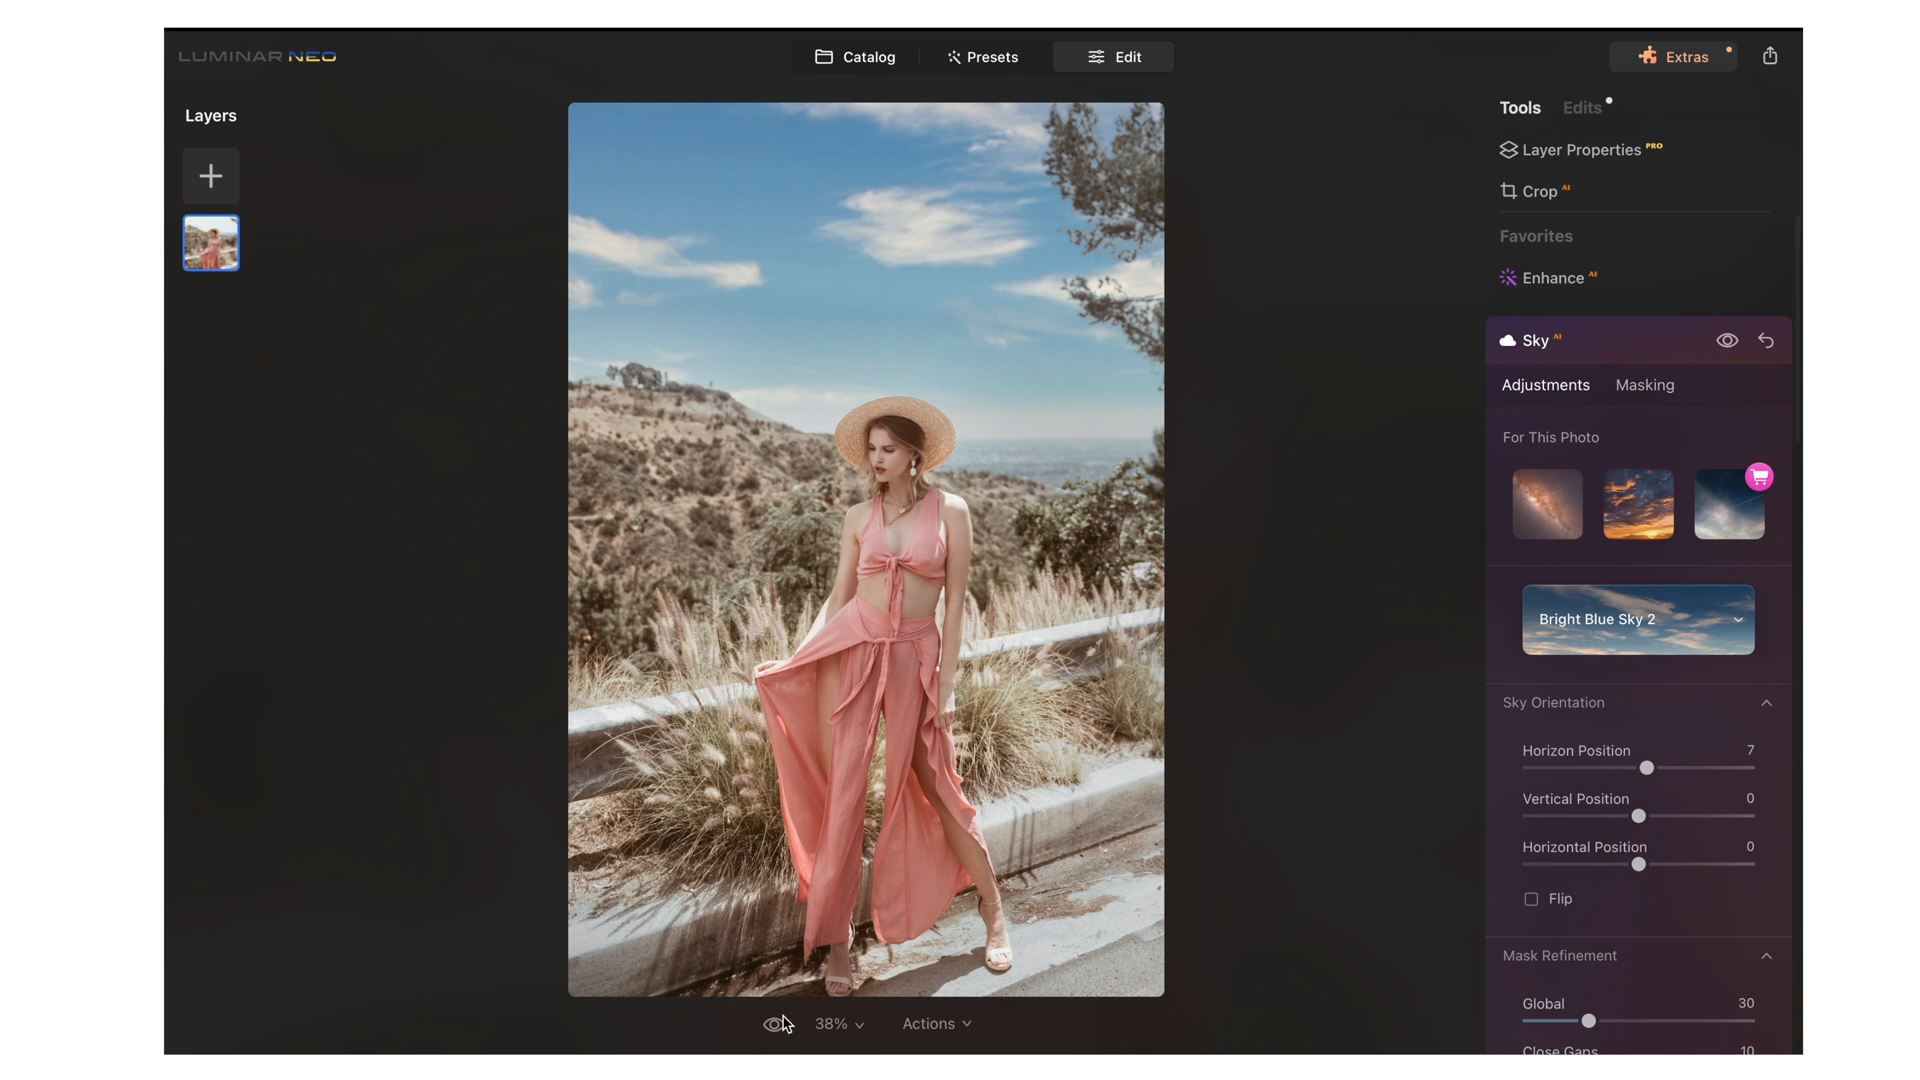 LUMINAR NEO
Catalog
Presets
Edit
Extras
Layers
Tools
Edits
Layer Properties PRO
Crop AI
Favorites
Enhance AI
Sky AI
Adjustments
Masking
For This Photo
Bright Blue Sky 2
Sky Orientation
Horizon Position 7
Vertical Position 0
Horizontal Position 0
Flip
Mask Refinement
Global 30
Close Gaps 10
38%
Actions